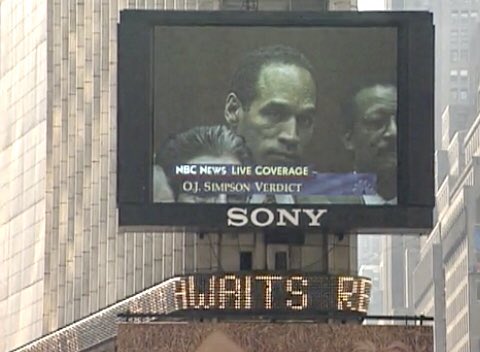 NBC NEWS LIVE COVERAGE
O.J. SIMPSON VERDICT
SONY
AWAITS